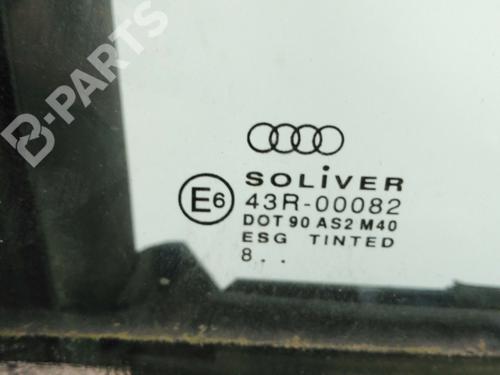 B-PARTS
SOLiVER
E6 43R-00082
DOT 90 AS2 M40
ESG TINTED
8..